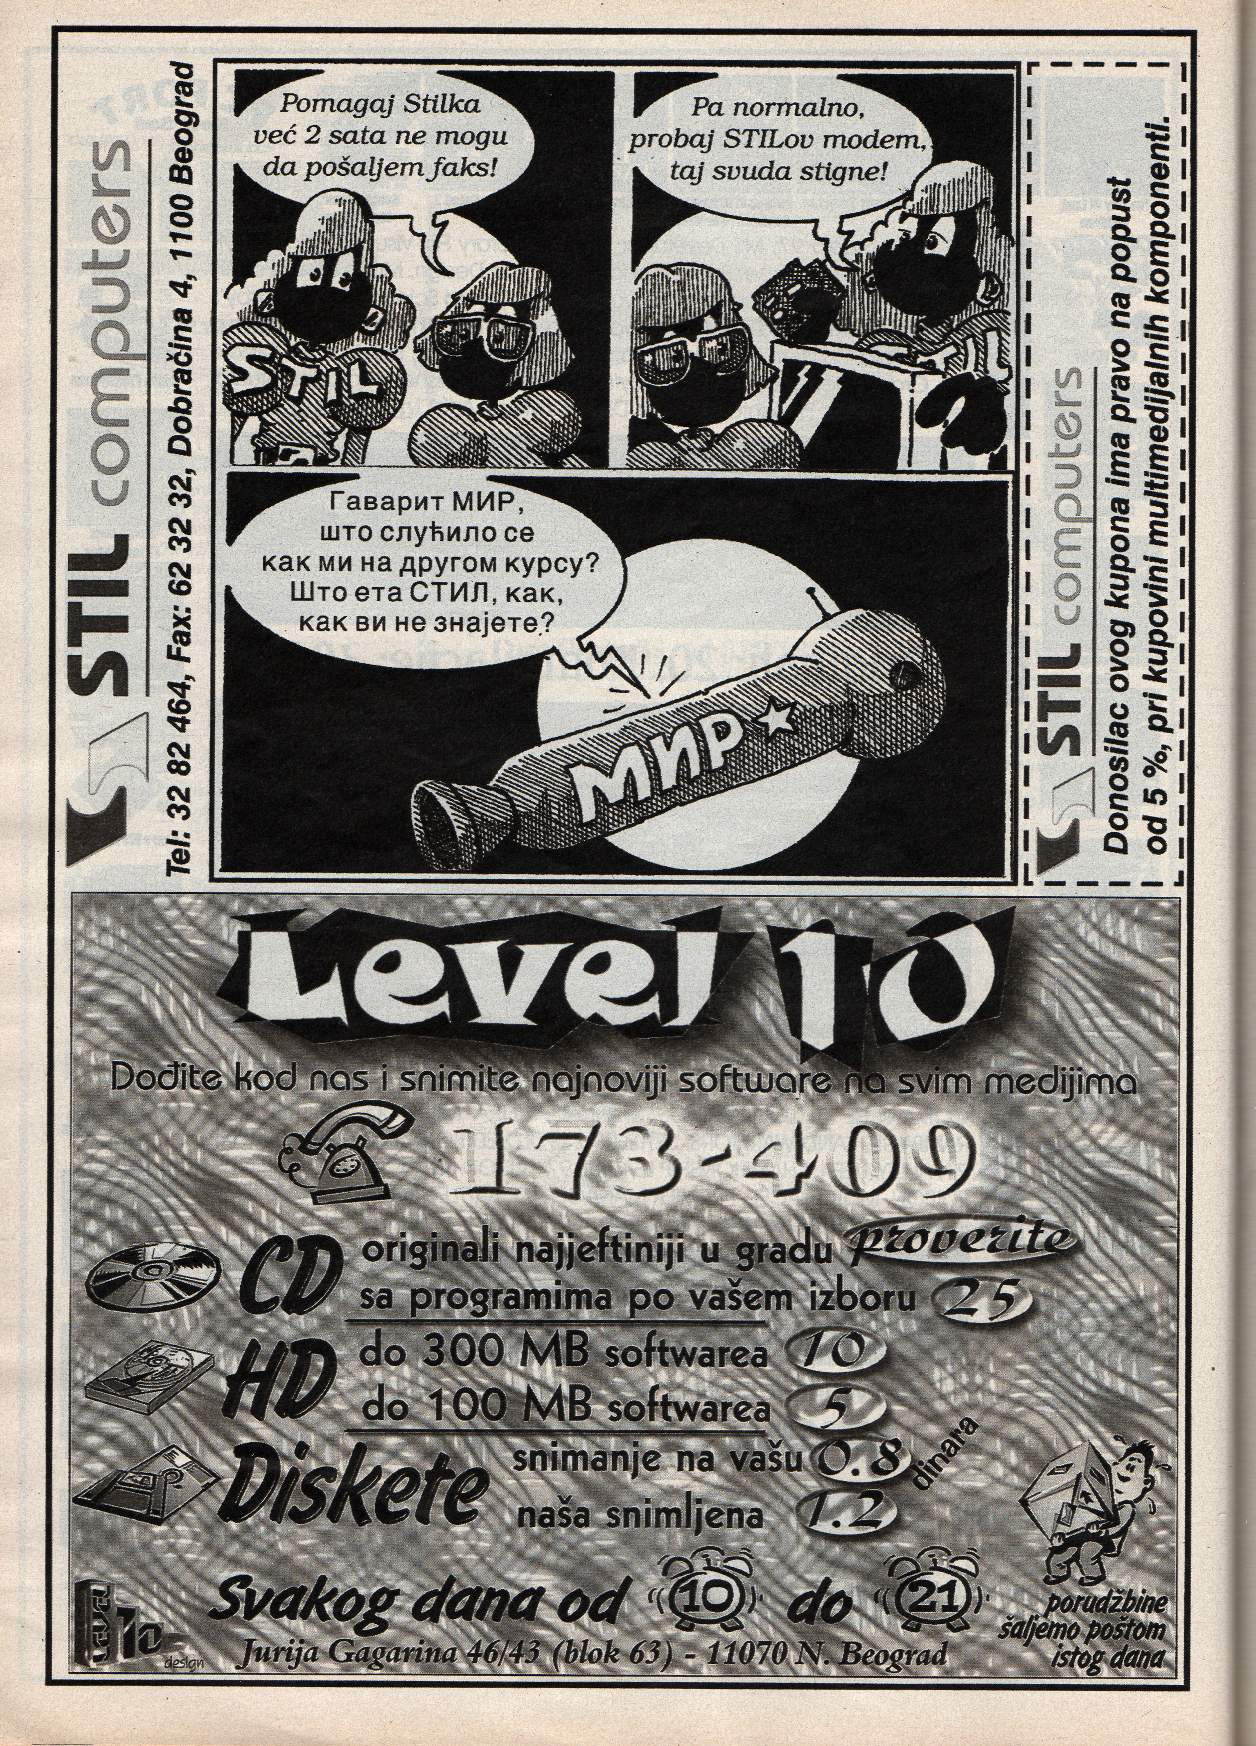 STIL computers
Tel: 32 82 464, Fax: 62 32 32, Dobračina 4, 1100 Beograd
Pomagaj Stilka
već 2 sata ne mogu
da pošaljem faks!
STIL
Pa normalno,
probaj STILov modem,
taj svuda stigne!
STIL
Гаварит МИР,
што слућило се
как ми на другом курсу?
Што ета СТИЛ, как,
как ви не знајете?
МИР
STIL computers
Donosilac ovog kupona ima pravo na popust
od 5 %, pri kupovini multimedijalnih komponenti.
Level 10
Dođite kod nas i snimite najnoviji software na svim medijima
173-409
CD
originali najjeftiniji u gradu proverite
sa programima po vašem izboru 25
HD
do 300 MB softwarea 10
do 100 MB softwarea 5
Diskete
snimanje na vašu 0.8
naša snimljena 1.2
dinara
Svakog dana od 10 do 21
Jurija Gagarina 46/43 (blok 63) - 11070 N. Beograd
porudžbine
šaljemo poštom
istog dana
Level 10
design